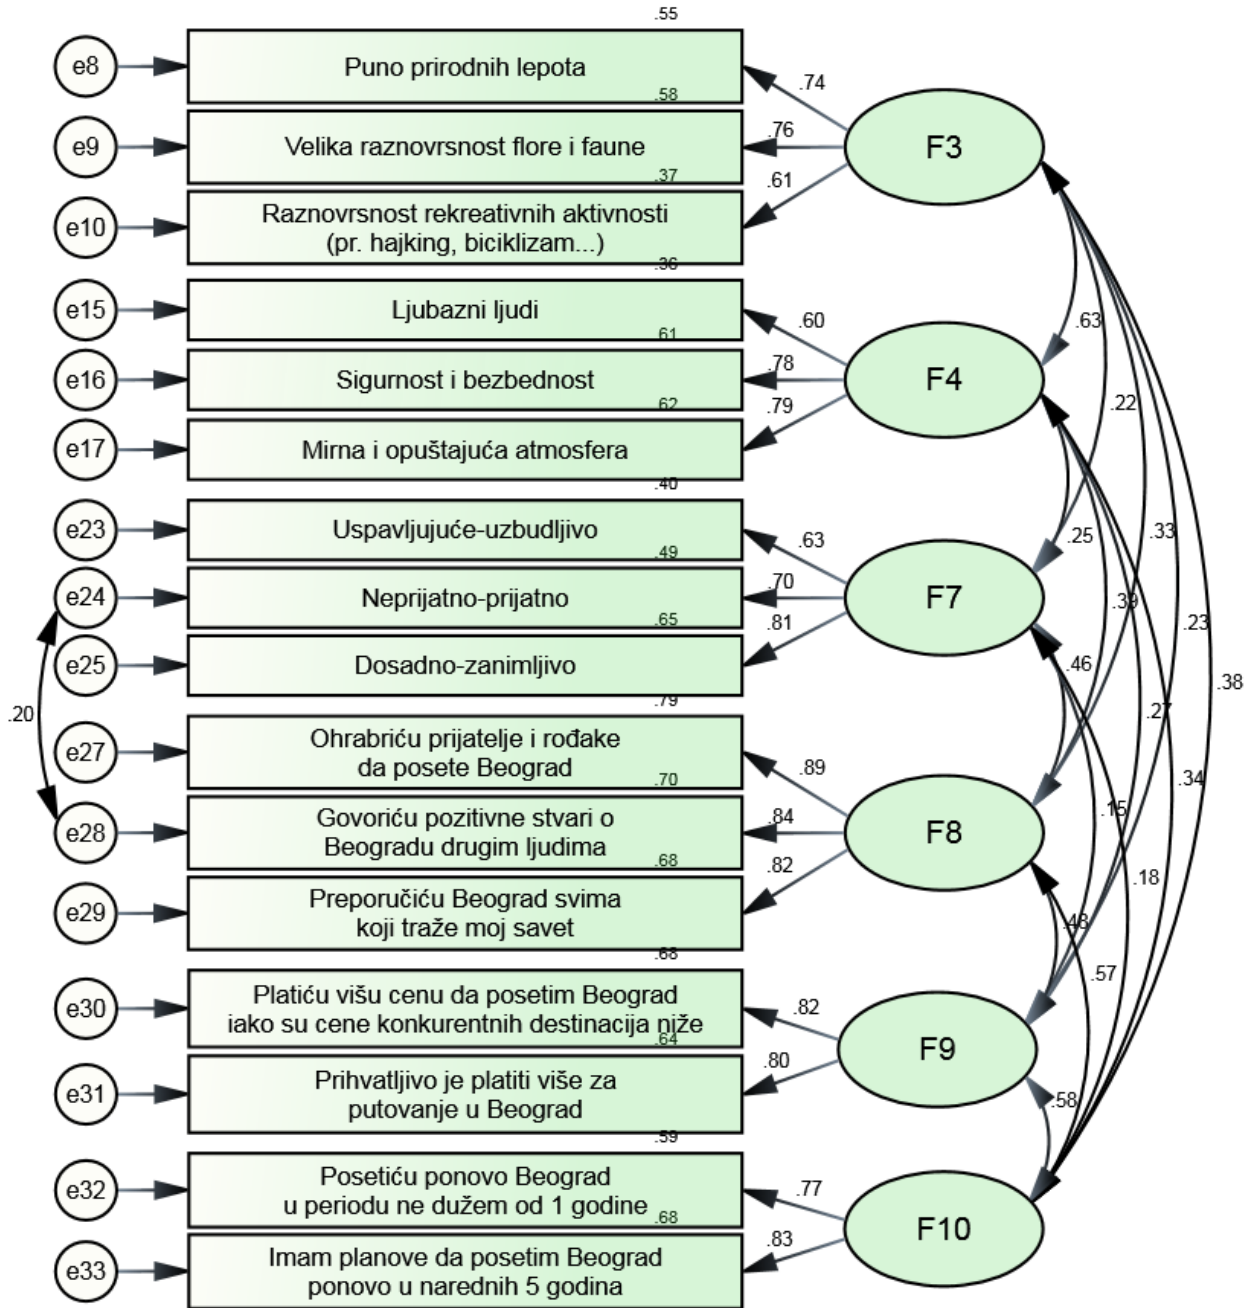 .55
e8
Puno prirodnih lepota
.74
.58
e9
Velika raznovrsnost flore i faune
.76
F3
.37
.61
e10
Raznovrsnost rekreativnih aktivnosti
(pr. hajking, biciklizam...)
.36
e15
Ljubazni ljudi
.60
.63
.61
e16
Sigurnost i bezbednost
.78
F4
.62
.79
.22
e17
Mirna i opuštajuća atmosfera
.40
e23
Uspavljujuće-uzbudljivo
.63
.25
.33
.49
e24
Neprijatno-prijatno
.70
F7
.39
.65
.81
.23
e25
Dosadno-zanimljivo
.46
.38
.79
.20
.27
e27
Ohrabriću prijatelje i rođake
da posete Beograd
.89
.34
.70
e28
Govoriću pozitivne stvari o
Beogradu drugim ljudima
.84
F8
.15
.68
.82
.18
e29
Preporučiću Beograd svima
koji traže moj savet
.48
.68
.57
e30
Platiću višu cenu da posetim Beograd
iako su cene konkurentnih destinacija niže
.82
F9
.64
.80
e31
Prihvatljivo je platiti više za
putovanje u Beograd
.58
.59
e32
Posetiću ponovo Beograd
u periodu ne dužem od 1 godine
.77
.68
F10
.83
e33
Imam planove da posetim Beograd
ponovo u narednih 5 godina